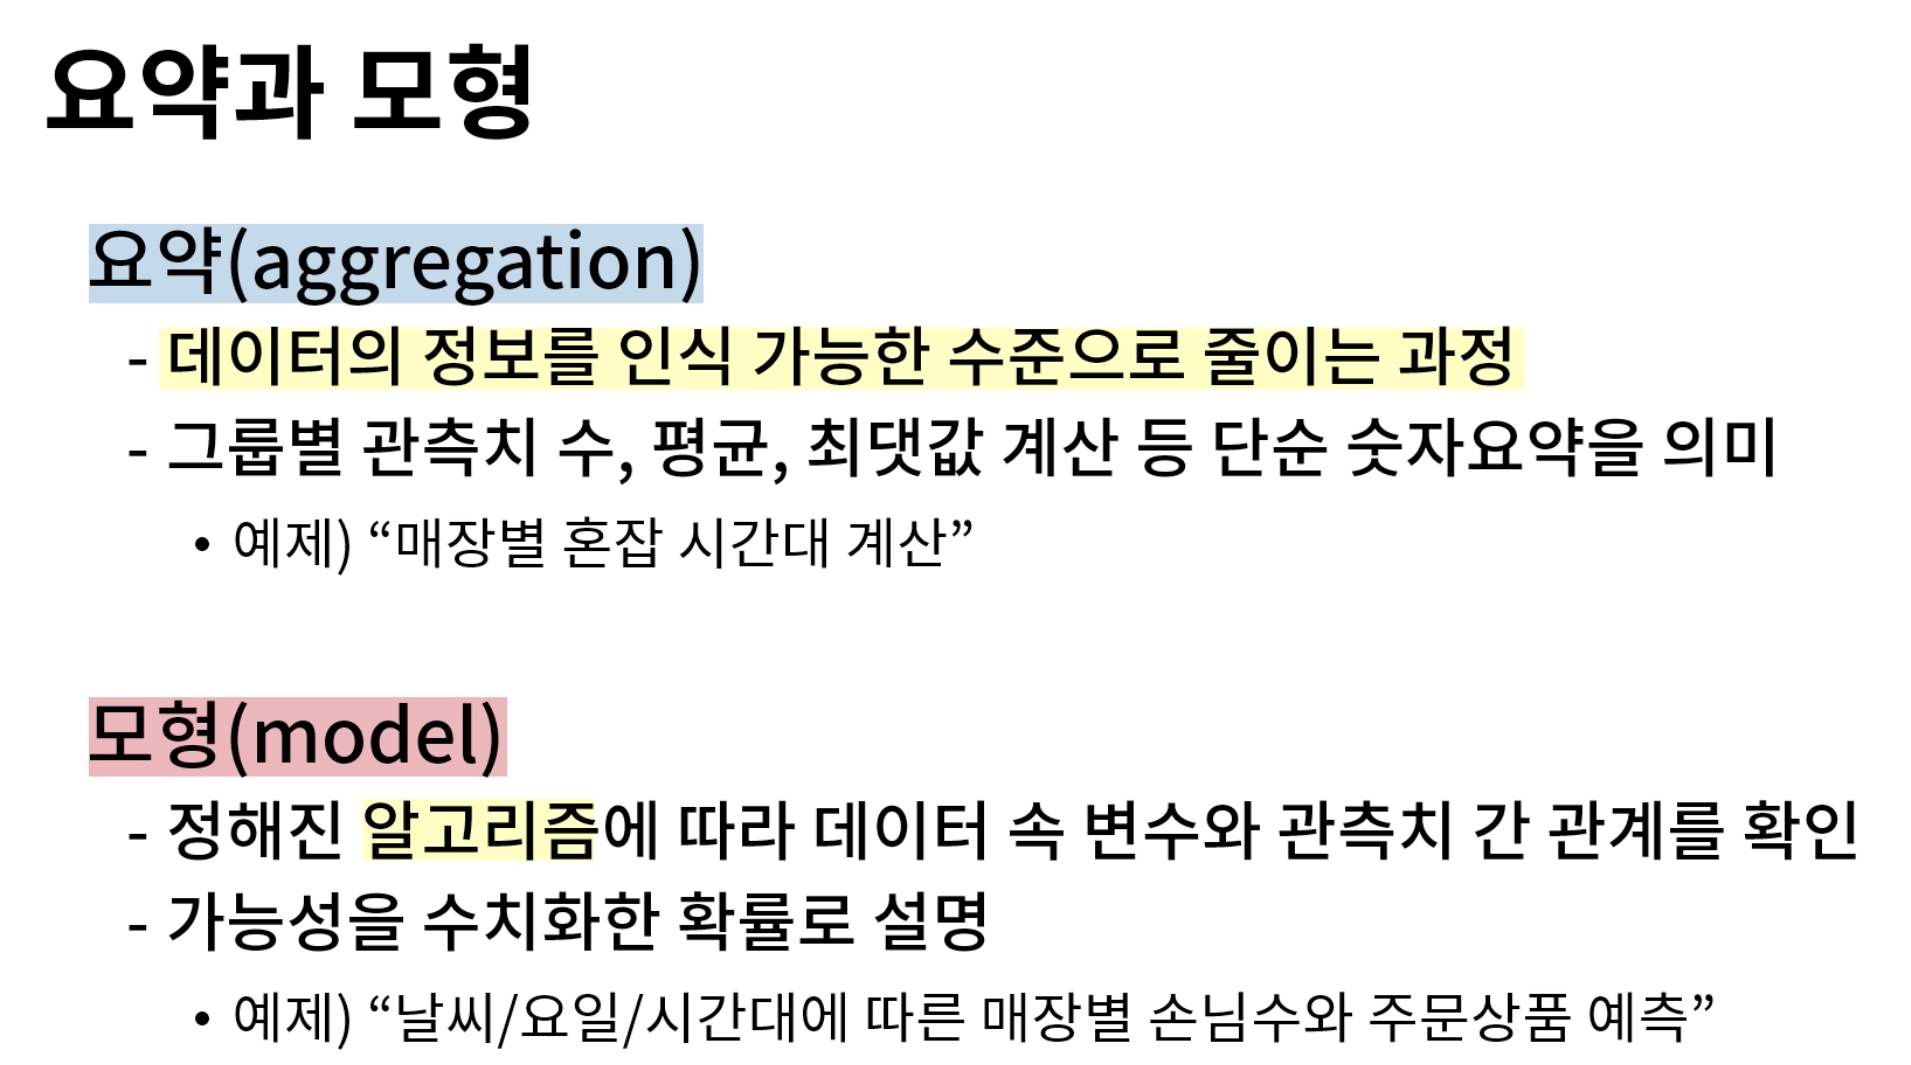 요약과 모형
요약(aggregation)
- 데이터의 정보를 인식 가능한 수준으로 줄이는 과정
- 그룹별 관측치 수, 평균, 최댓값 계산 등 단순 숫자요약을 의미
• 예제) “매장별 혼잡 시간대 계산”
모형(model)
- 정해진 알고리즘에 따라 데이터 속 변수와 관측치 간 관계를 확인
- 가능성을 수치화한 확률로 설명
• 예제) “날씨/요일/시간대에 따른 매장별 손님수와 주문상품 예측”